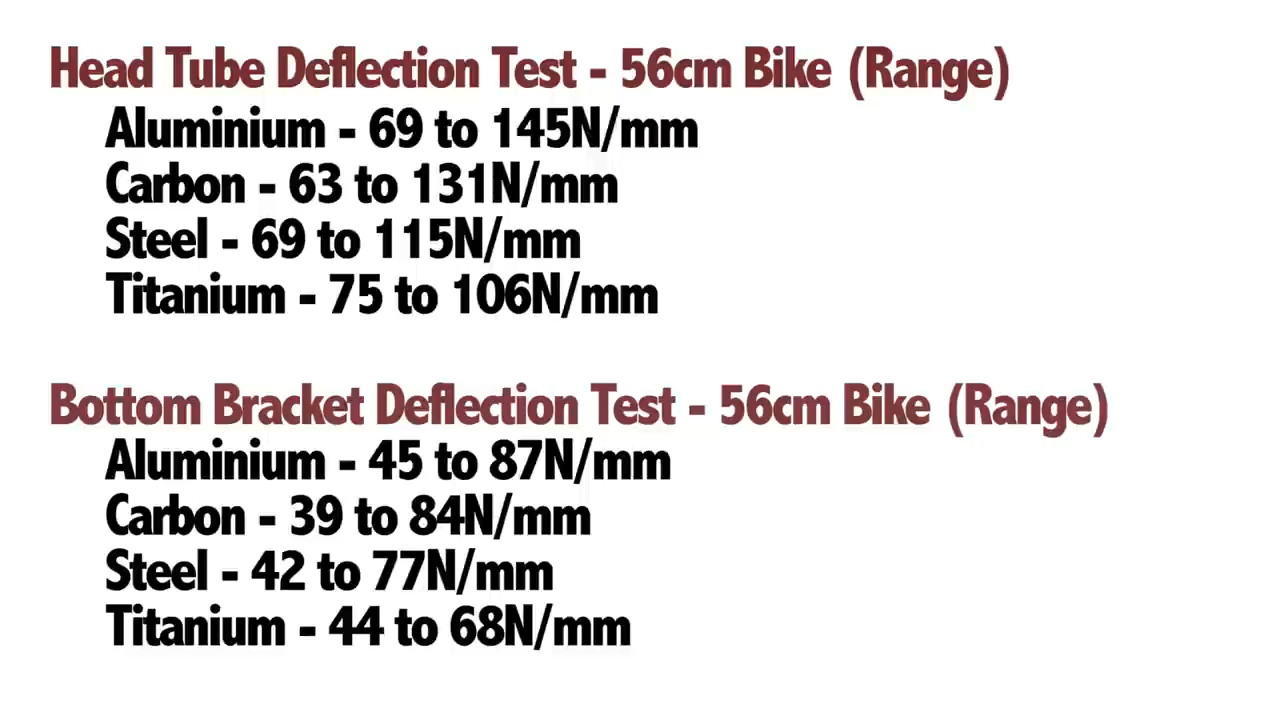 Head Tube Deflection Test - 56cm Bike (Range)
Aluminium - 69 to 145N/mm
Carbon - 63 to 131N/mm
Steel - 69 to 115N/mm
Titanium - 75 to 106N/mm
Bottom Bracket Deflection Test - 56cm Bike (Range)
Aluminium - 45 to 87N/mm
Carbon - 39 to 84N/mm
Steel - 42 to 77N/mm
Titanium - 44 to 68N/mm